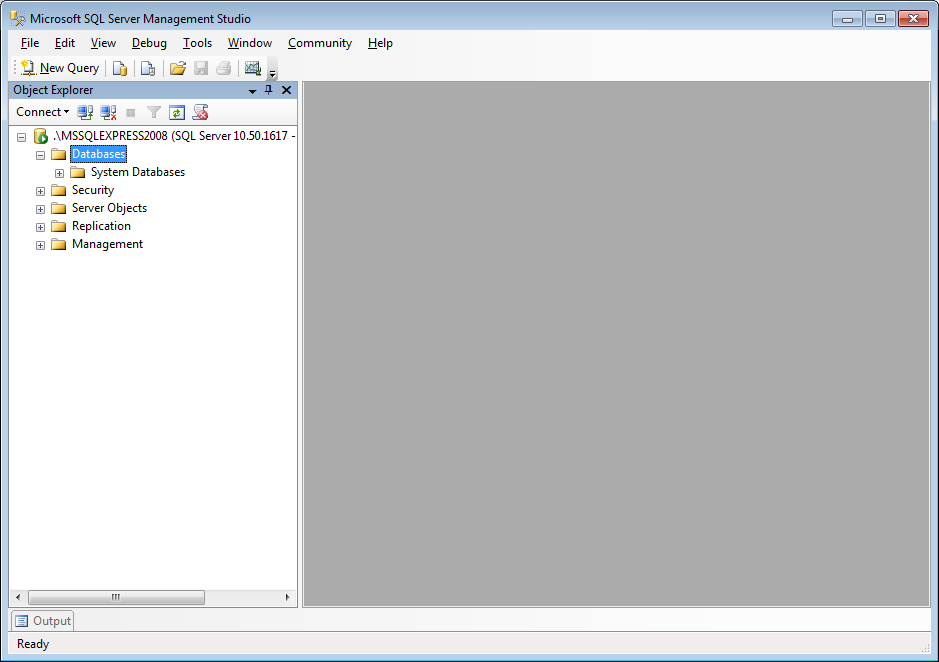 Microsoft SQL Server Management Studio
File Edit View Debug Tools Window Community Help
New Query
Object Explorer
Connect
.\MSSQLEXPRESS2008 (SQL Server 10.50.1617 -
Databases
System Databases
Security
Server Objects
Replication
Management
Output
Ready